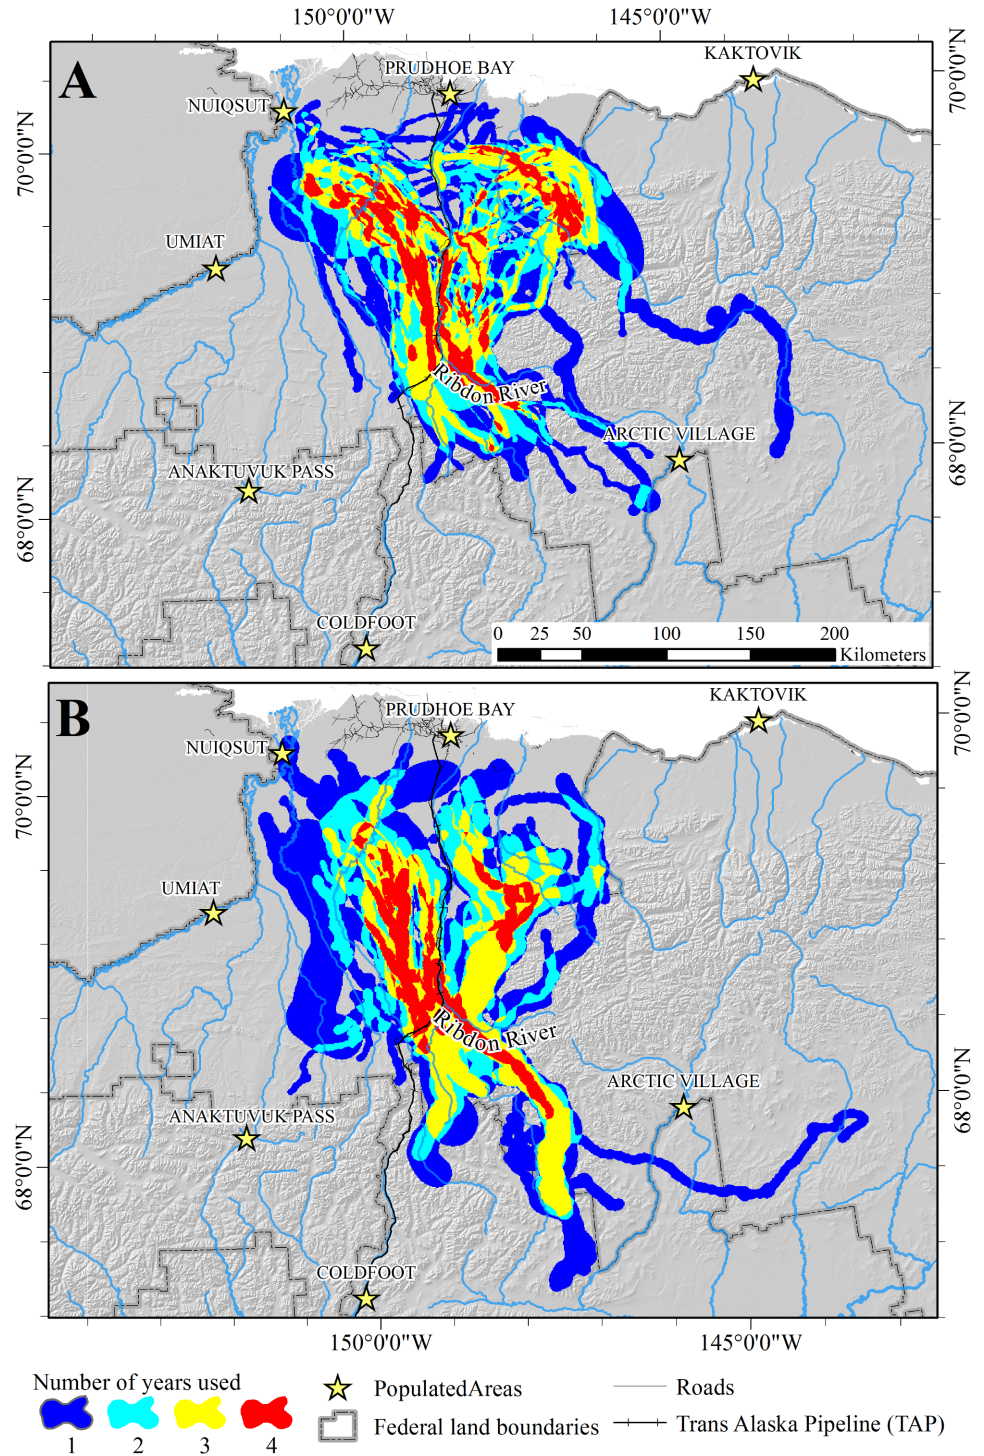 150°0'0"W 145°0'0"W
A
PRUDHOE BAY
KAKTOVIK
NUIQSUT
70°0'0"N
70°0'0"N
UMIAT
Ribdon River
ARCTIC VILLAGE
ANAKTUVUK PASS
68°0'0"N
68°0'0"N
COLDFOOT
0 25 50 100 150 200
Kilometers
B
PRUDHOE BAY
KAKTOVIK
NUIQSUT
70°0'0"N
70°0'0"N
UMIAT
Ribdon River
ARCTIC VILLAGE
ANAKTUVUK PASS
68°0'0"N
68°0'0"N
COLDFOOT
150°0'0"W 145°0'0"W
Number of years used
1 2 3 4
PopulatedAreas
Federal land boundaries
Roads
Trans Alaska Pipeline (TAP)